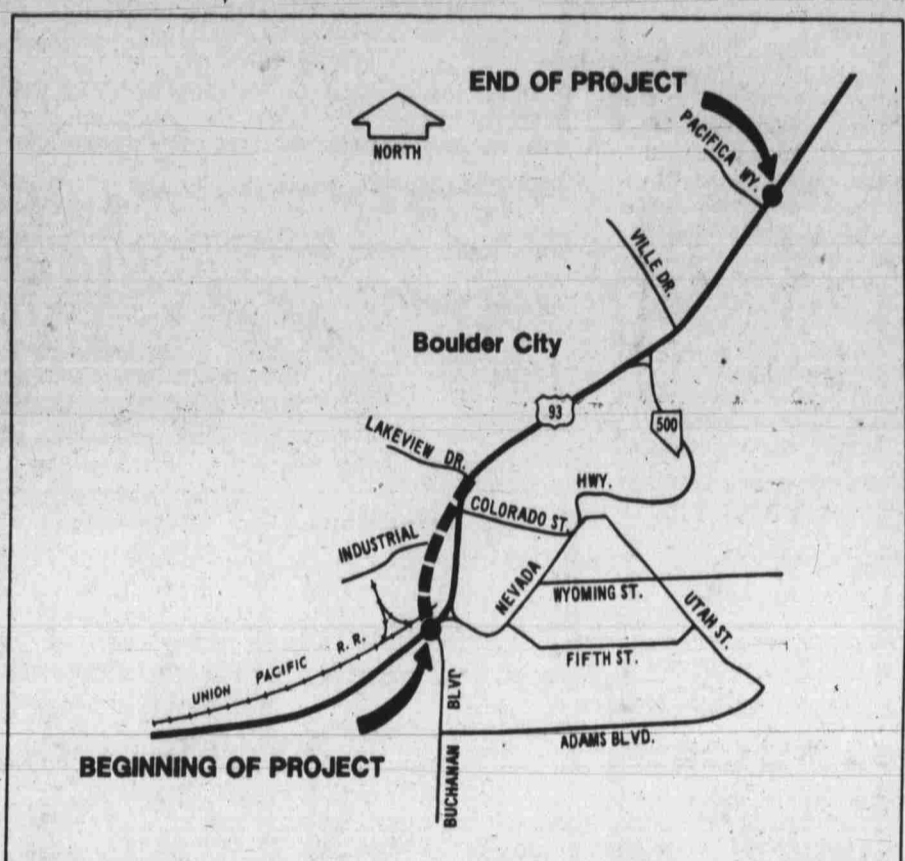 END OF PROJECT
NORTH
PACIFICA WY.
VILLE DR.
Boulder City
93
500
LAKEVIEW DR.
HWY.
COLORADO ST.
INDUSTRIAL
NEVADA
WYOMING ST.
UTAH ST.
FIFTH ST.
UNION PACIFIC R.R.
BUCHANAN BLVD
ADAMS BLVD.
BEGINNING OF PROJECT